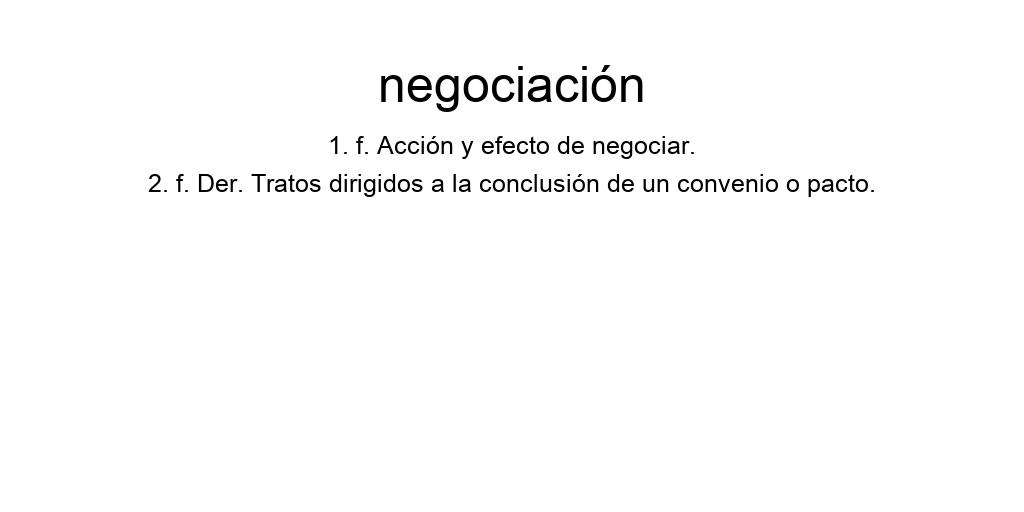 negociación
1. f. Acción y efecto de negociar.
2. f. Der. Tratos dirigidos a la conclusión de un convenio o pacto.